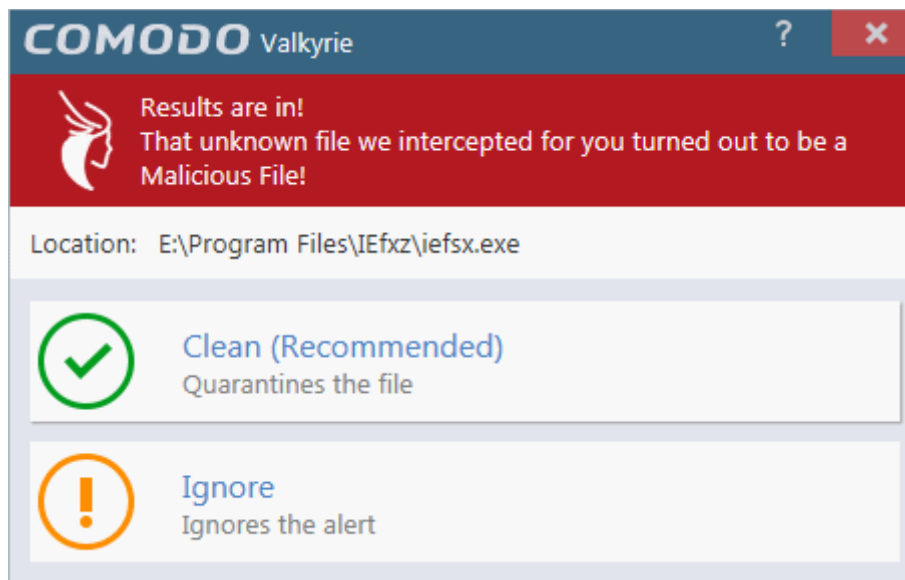 COMODO Valkyrie ?
Results are in!
That unknown file we intercepted for you turned out to be a
Malicious File!
Location: E:\Program Files\IEfxz\iefsx.exe
Clean (Recommended)
Quarantines the file
Ignore
Ignores the alert